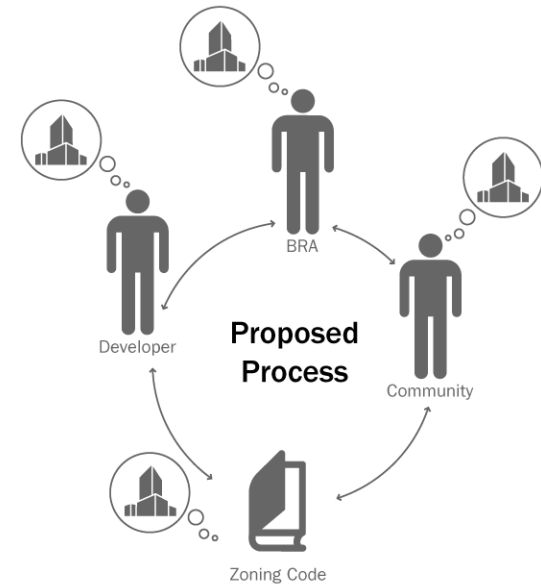 BRA
Developer
Proposed
Process
Community
Zoning Code